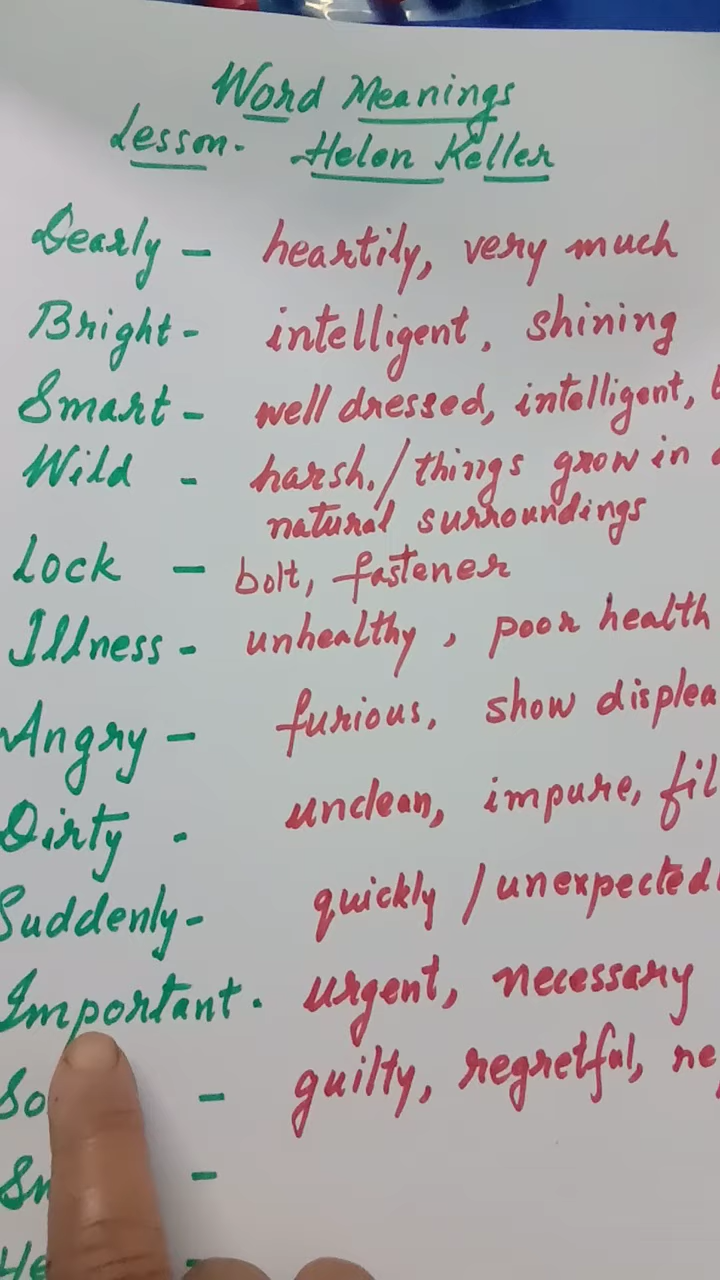 Word Meanings
Lesson- Helon Keller
Dearly - heartily, very much
Bright- intelligent, shining
Smart - well dressed, intelligent,
Wild - harsh./things grow in
natural surroundings
Lock - bolt, fastener
Illness - unhealthy, poor health
Angry - furious, show
Dirty - unclean, impure,
Suddenly- quickly /
Important. urgent, necessary
- guilty, regretful,
-
-